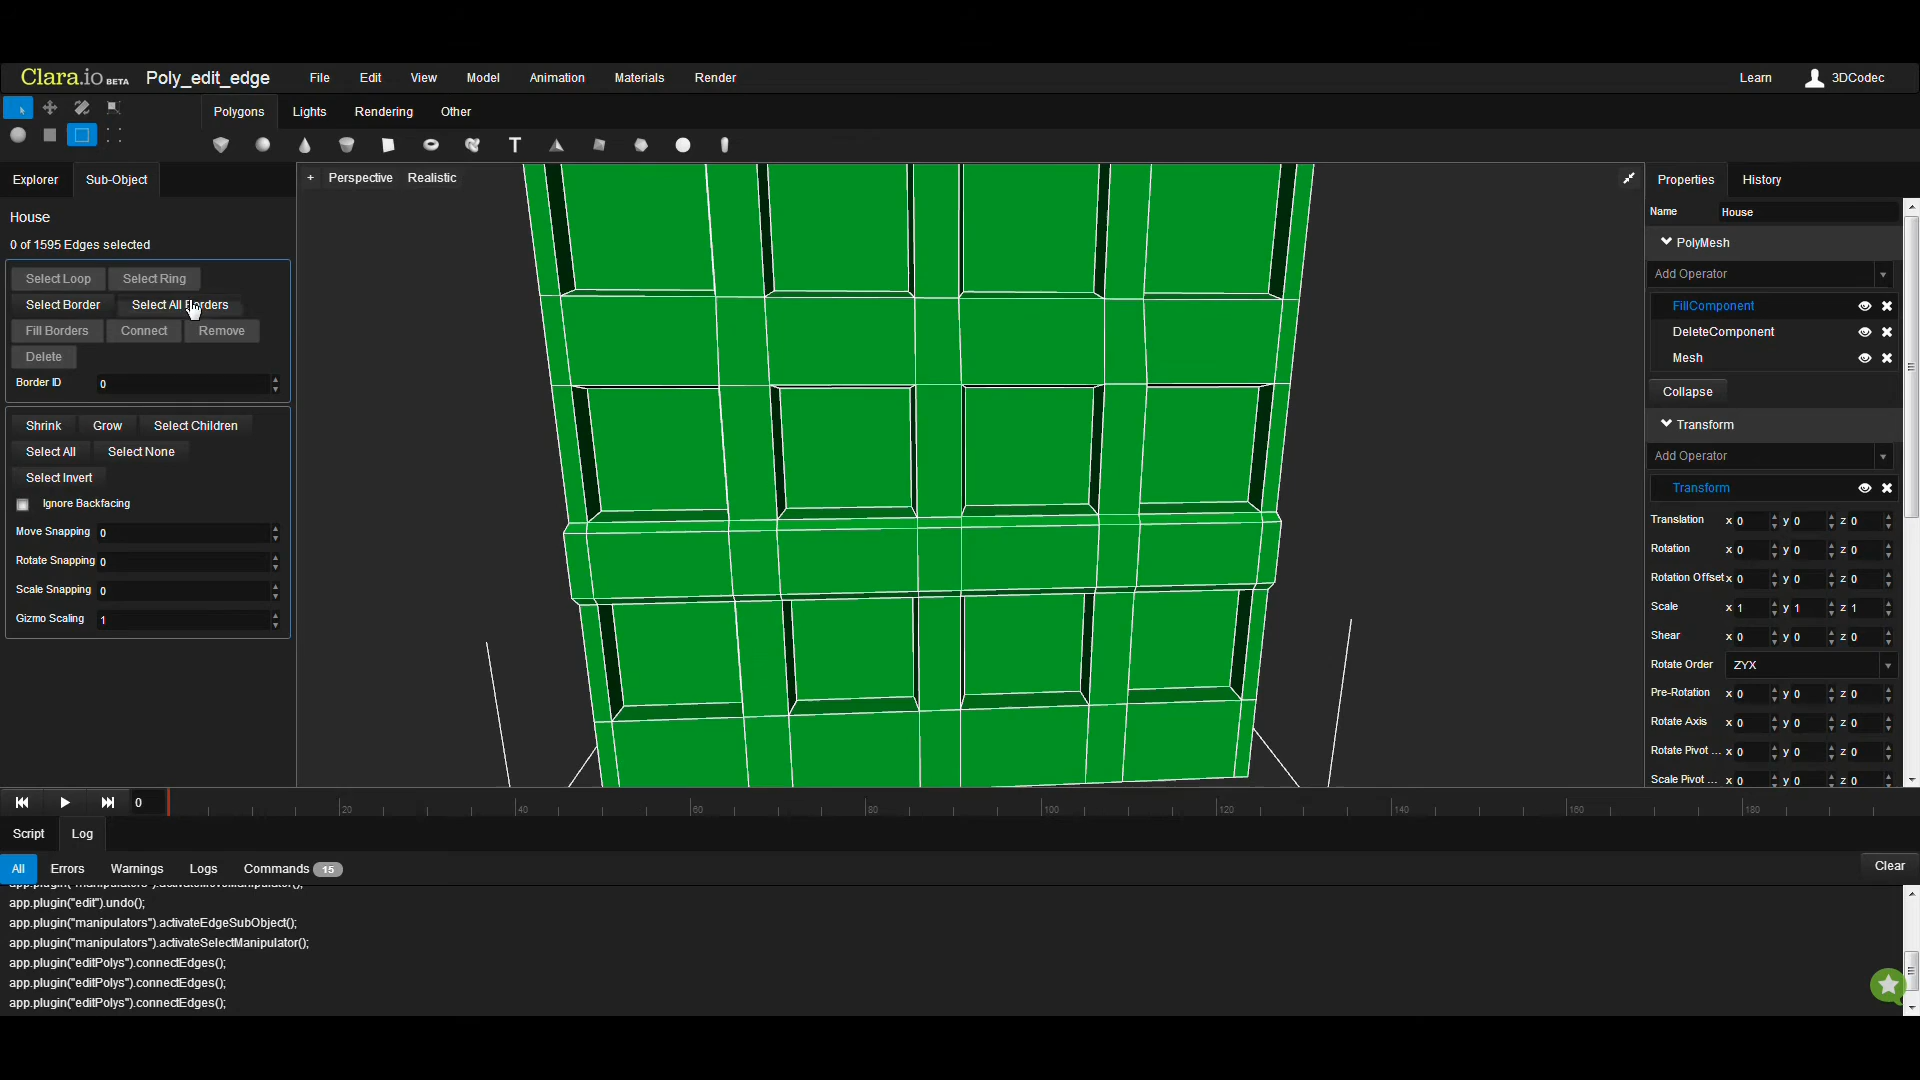 Clara.io BETA Poly_edit_edge File Edit View Model Animation Materials Render Learn 3DCodec
Polygons Lights Rendering Other
T
Explorer Sub-Object
+ Perspective Realistic
Properties History
House
0 of 1595 Edges selected
Select Loop Select Ring
Select Border Select All Borders
Fill Borders Connect Remove
Delete
Border ID 0
Shrink Grow Select Children
Select All Select None
Select Invert
Ignore Backfacing
Move Snapping 0
Rotate Snapping 0
Scale Snapping 0
Gizmo Scaling 1
Name House
PolyMesh
Add Operator
FillComponent
DeleteComponent
Mesh
Collapse
Transform
Add Operator
Transform
Translation x 0 y 0 z 0
Rotation x 0 y 0 z 0
Rotation Offset x 0 y 0 z 0
Scale x 1 y 1 z 1
Shear x 0 y 0 z 0
Rotate Order ZYX
Pre-Rotation x 0 y 0 z 0
Rotate Axis x 0 y 0 z 0
Rotate Pivot ... x 0 y 0 z 0
Scale Pivot ... x 0 y 0 z 0
0 20 40 60 80 100 120 140 160 180
Script Log
All Errors Warnings Logs Commands 15 Clear
app.plugin("manipulators").activateMoveManipulator();
app.plugin("edit").undo();
app.plugin("manipulators").activateEdgeSubObject();
app.plugin("manipulators").activateSelectManipulator();
app.plugin("editPolys").connectEdges();
app.plugin("editPolys").connectEdges();
app.plugin("editPolys").connectEdges();